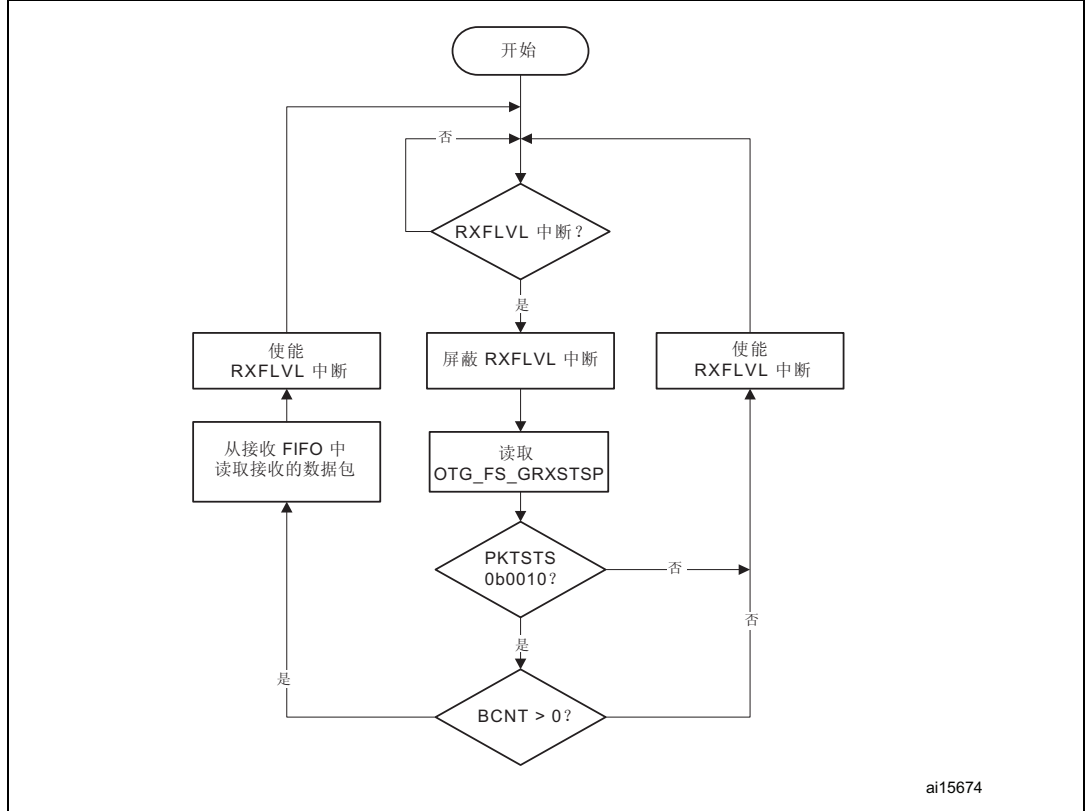 开始
否
RXFLVL 中断？
是
使能
RXFLVL 中断
屏蔽 RXFLVL 中断
使能
RXFLVL 中断
从接收 FIFO 中
读取接收的数据包
读取
OTG_FS_GRXSTSP
PKTSTS
0b0010？
否
否
是
是
BCNT > 0？
ai15674